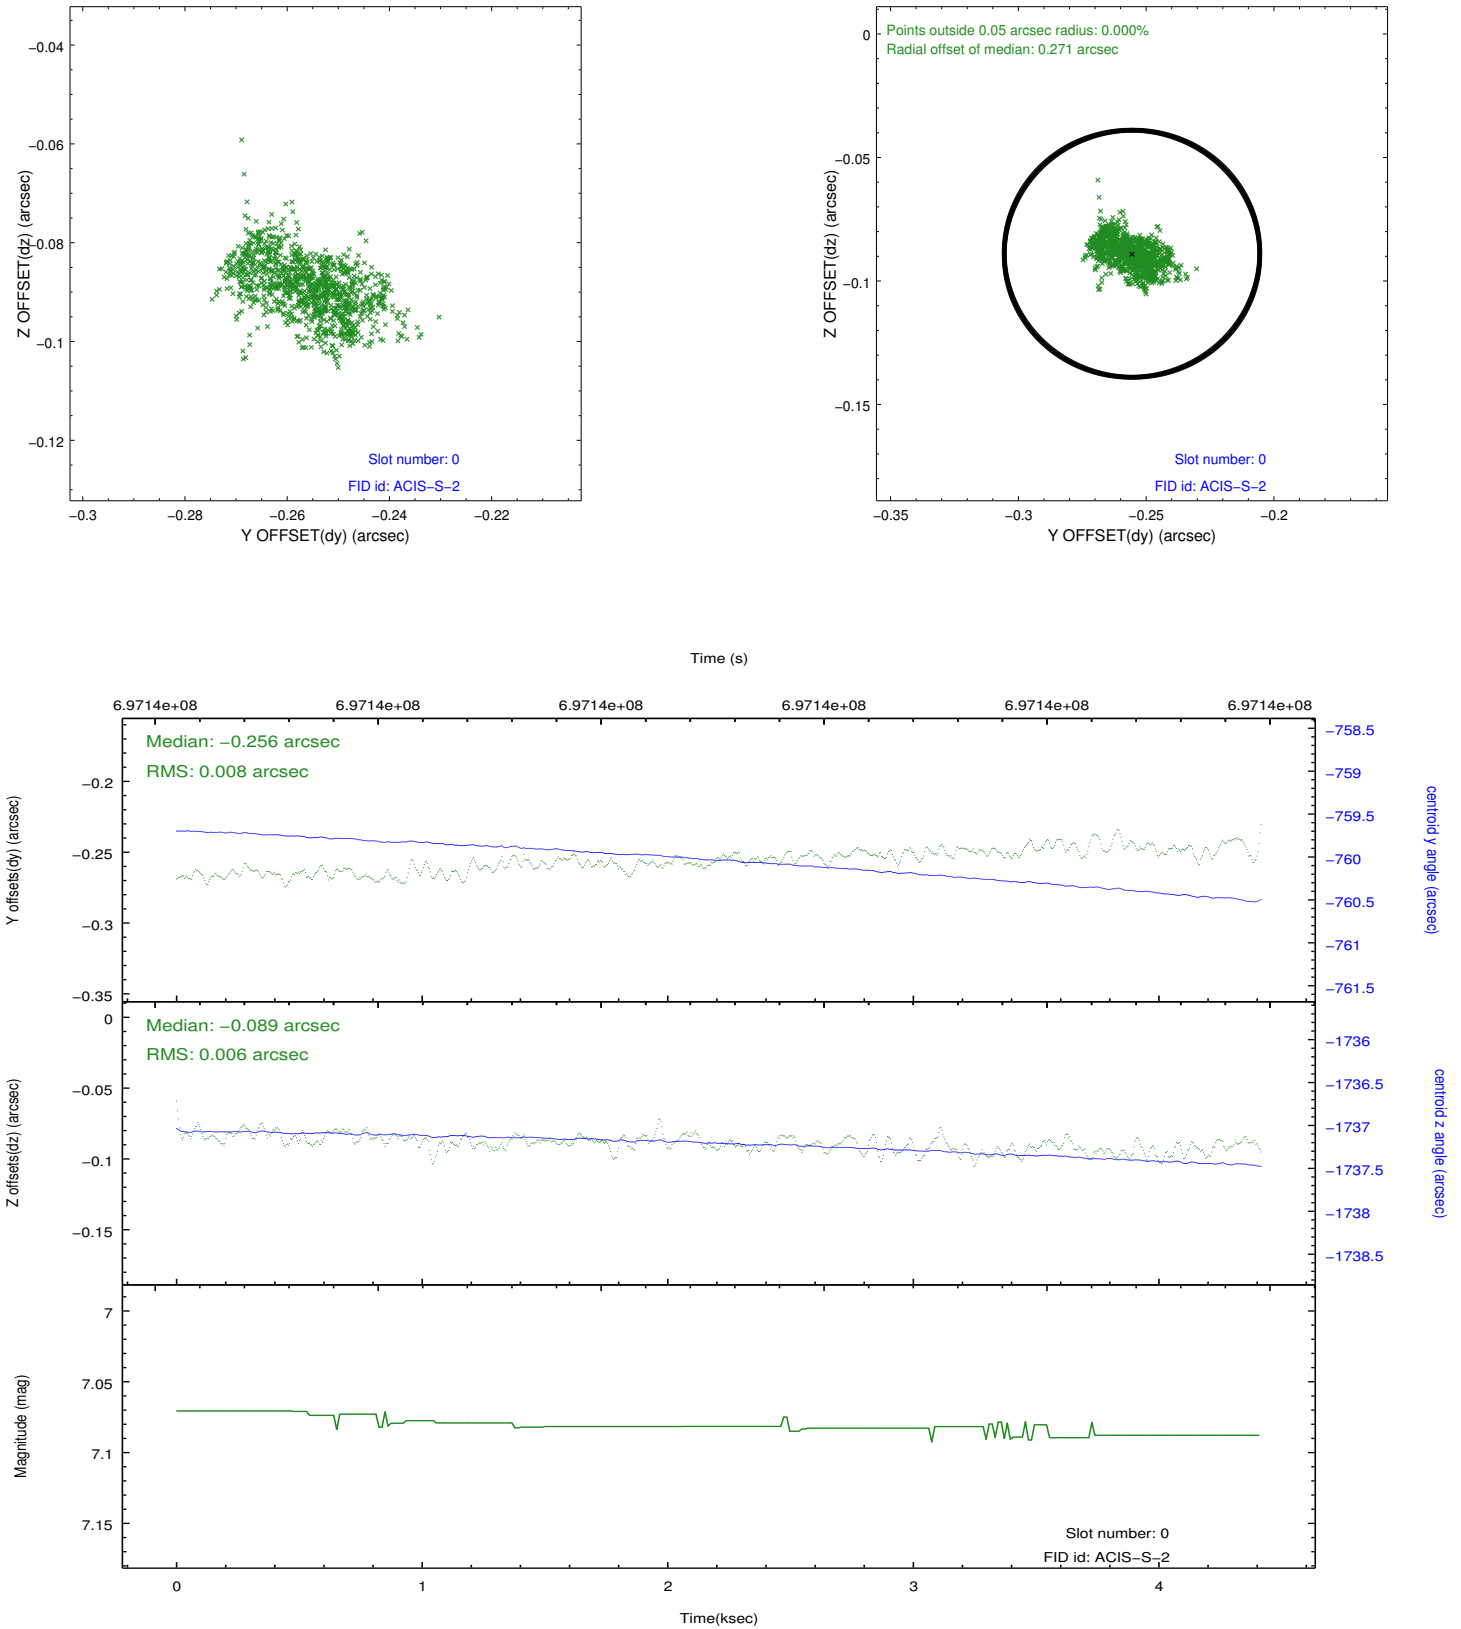 −0.04
−0.06
−0.08
−0.1
−0.12
Z OFFSET(dz) (arcsec)
Slot number: 0
FID id: ACIS−S−2
−0.3
−0.28
−0.26
−0.24
−0.22
Y OFFSET(dy) (arcsec)
Points outside 0.05 arcsec radius: 0.000%
Radial offset of median: 0.271 arcsec
0
−0.05
−0.1
−0.15
Z OFFSET(dz) (arcsec)
Slot number: 0
FID id: ACIS−S−2
−0.35
−0.3
−0.25
−0.2
Y OFFSET(dy) (arcsec)
Time (s)
6.9714e+08
6.9714e+08
6.9714e+08
6.9714e+08
6.9714e+08
6.9714e+08
Median: −0.256 arcsec
RMS: 0.008 arcsec
−0.2
−0.25
−0.3
−0.35
Y offsets(dy) (arcsec)
−758.5
−759
−759.5
−760
−760.5
−761
−761.5
centroid y angle (arcsec)
Median: −0.089 arcsec
RMS: 0.006 arcsec
0
−0.05
−0.1
−0.15
Z offsets(dz) (arcsec)
−1736
−1736.5
−1737
−1737.5
−1738
−1738.5
centroid z angle (arcsec)
7
7.05
7.1
7.15
Magnitude (mag)
Slot number: 0
FID id: ACIS−S−2
0
1
2
3
4
Time(ksec)